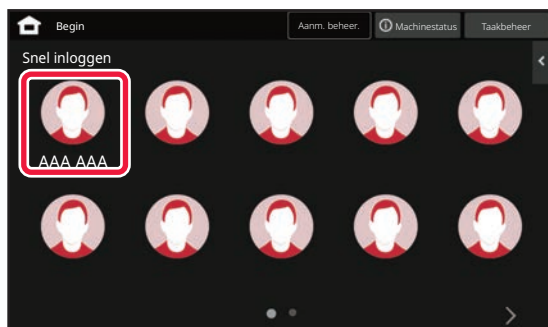 Begin
Aanm. beheer.
Machinestatus
Taakbeheer
Snel inloggen
AAA AAA